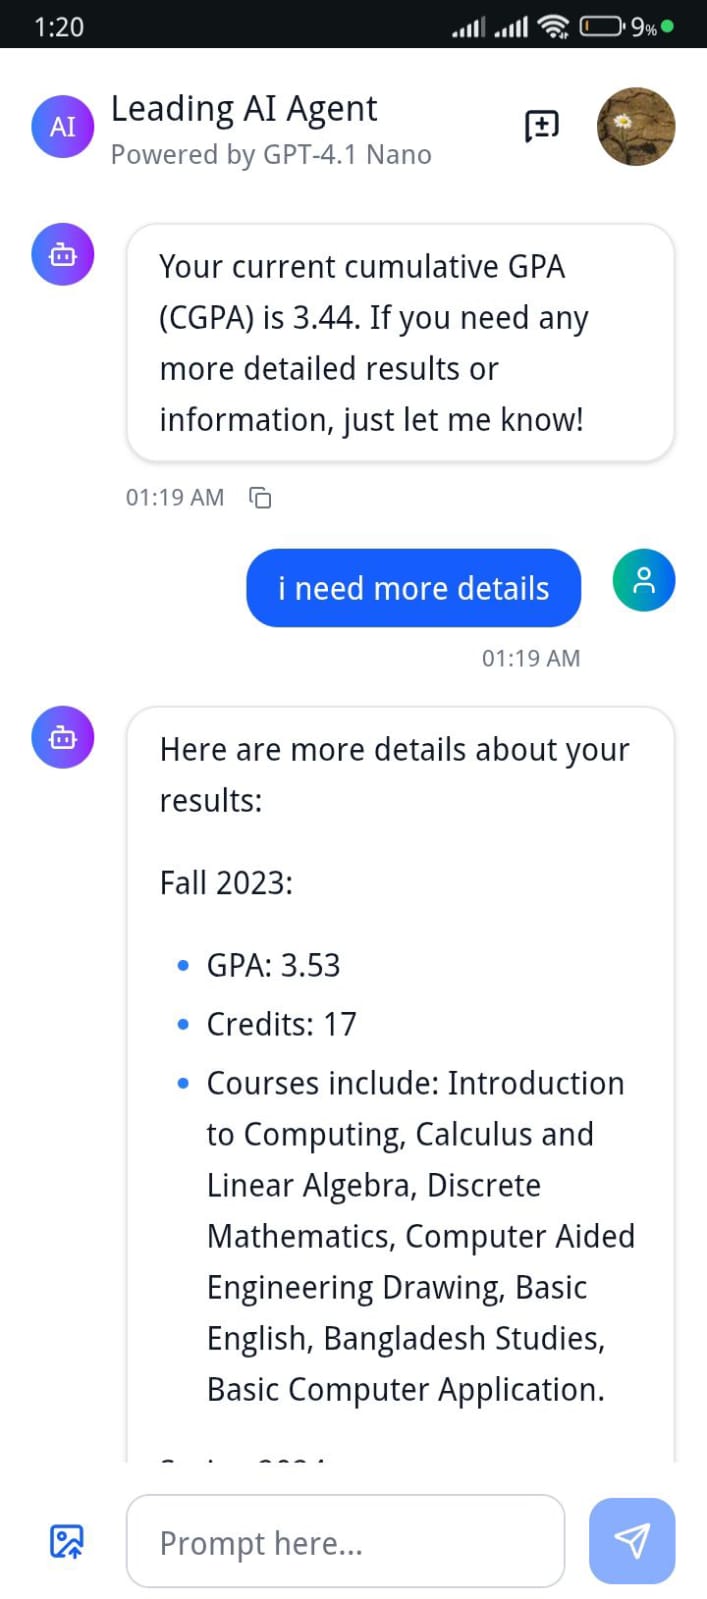 1:20
9%
AI
Leading AI Agent
Powered by GPT-4.1 Nano
Your current cumulative GPA
(CGPA) is 3.44. If you need any
more detailed results or
information, just let me know!
01:19 AM
i need more details
01:19 AM
Here are more details about your
results:
Fall 2023:
• GPA: 3.53
• Credits: 17
• Courses include: Introduction
to Computing, Calculus and
Linear Algebra, Discrete
Mathematics, Computer Aided
Engineering Drawing, Basic
English, Bangladesh Studies,
Basic Computer Application.
Prompt here...